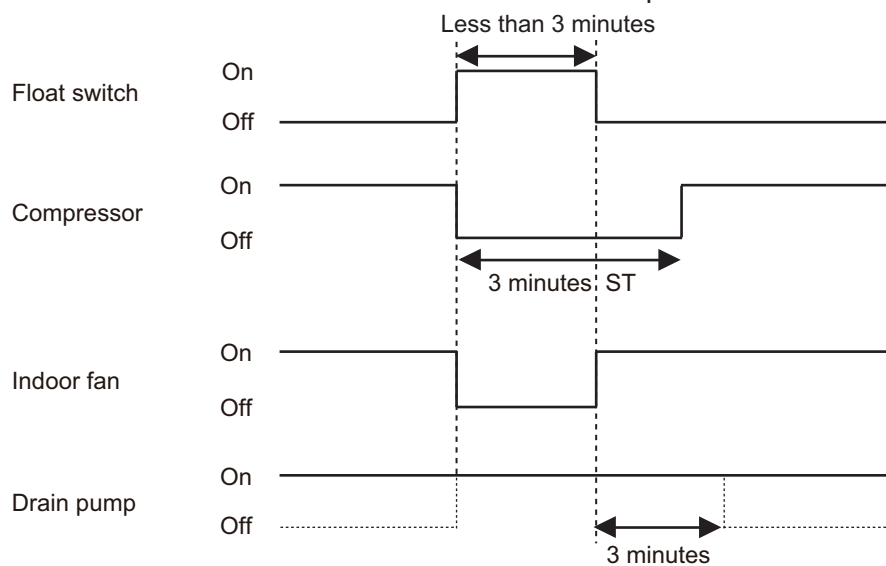 Less than 3 minutes
On
Float switch
Off
On
Compressor
Off
3 minutes ST
On
Indoor fan
Off
On
Drain pump
Off
3 minutes